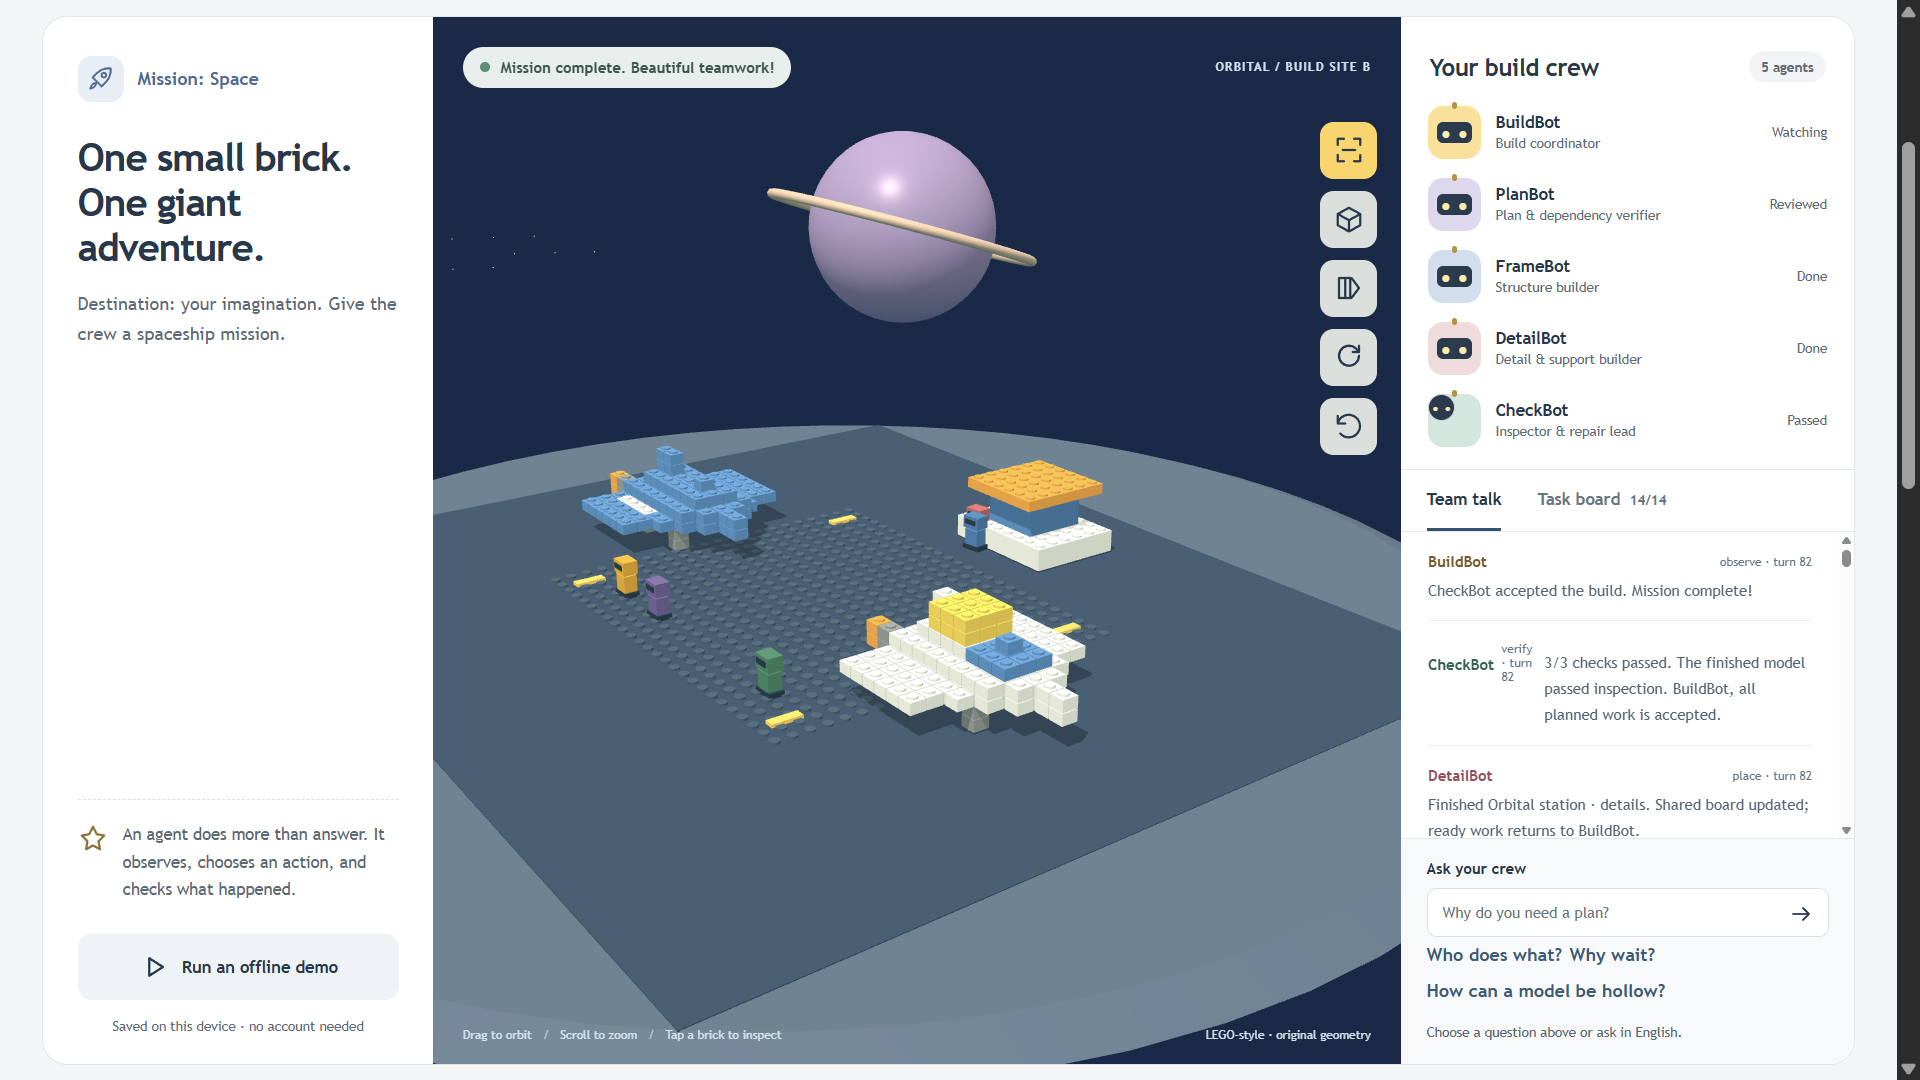 Mission: Space
One small brick.
One giant
adventure.
Destination: your imagination. Give the
crew a spaceship mission.
An agent does more than answer. It
observes, chooses an action, and
checks what happened.
Run an offline demo
Saved on this device · no account needed
Mission complete. Beautiful teamwork!
ORBITAL / BUILD SITE B
Drag to orbit / Scroll to zoom / Tap a brick to inspect
LEGO-style · original geometry
Your build crew
5 agents
BuildBot
Build coordinator
Watching
PlanBot
Plan & dependency verifier
Reviewed
FrameBot
Structure builder
Done
DetailBot
Detail & support builder
Done
CheckBot
Inspector & repair lead
Passed
Team talk
Task board 14/14
BuildBot
observe · turn 82
CheckBot accepted the build. Mission complete!
CheckBot
verify
· turn
82
3/3 checks passed. The finished model
passed inspection. BuildBot, all
planned work is accepted.
DetailBot
place · turn 82
Finished Orbital station · details. Shared board updated;
ready work returns to BuildBot.
Ask your crew
Why do you need a plan?
Who does what? Why wait?
How can a model be hollow?
Choose a question above or ask in English.